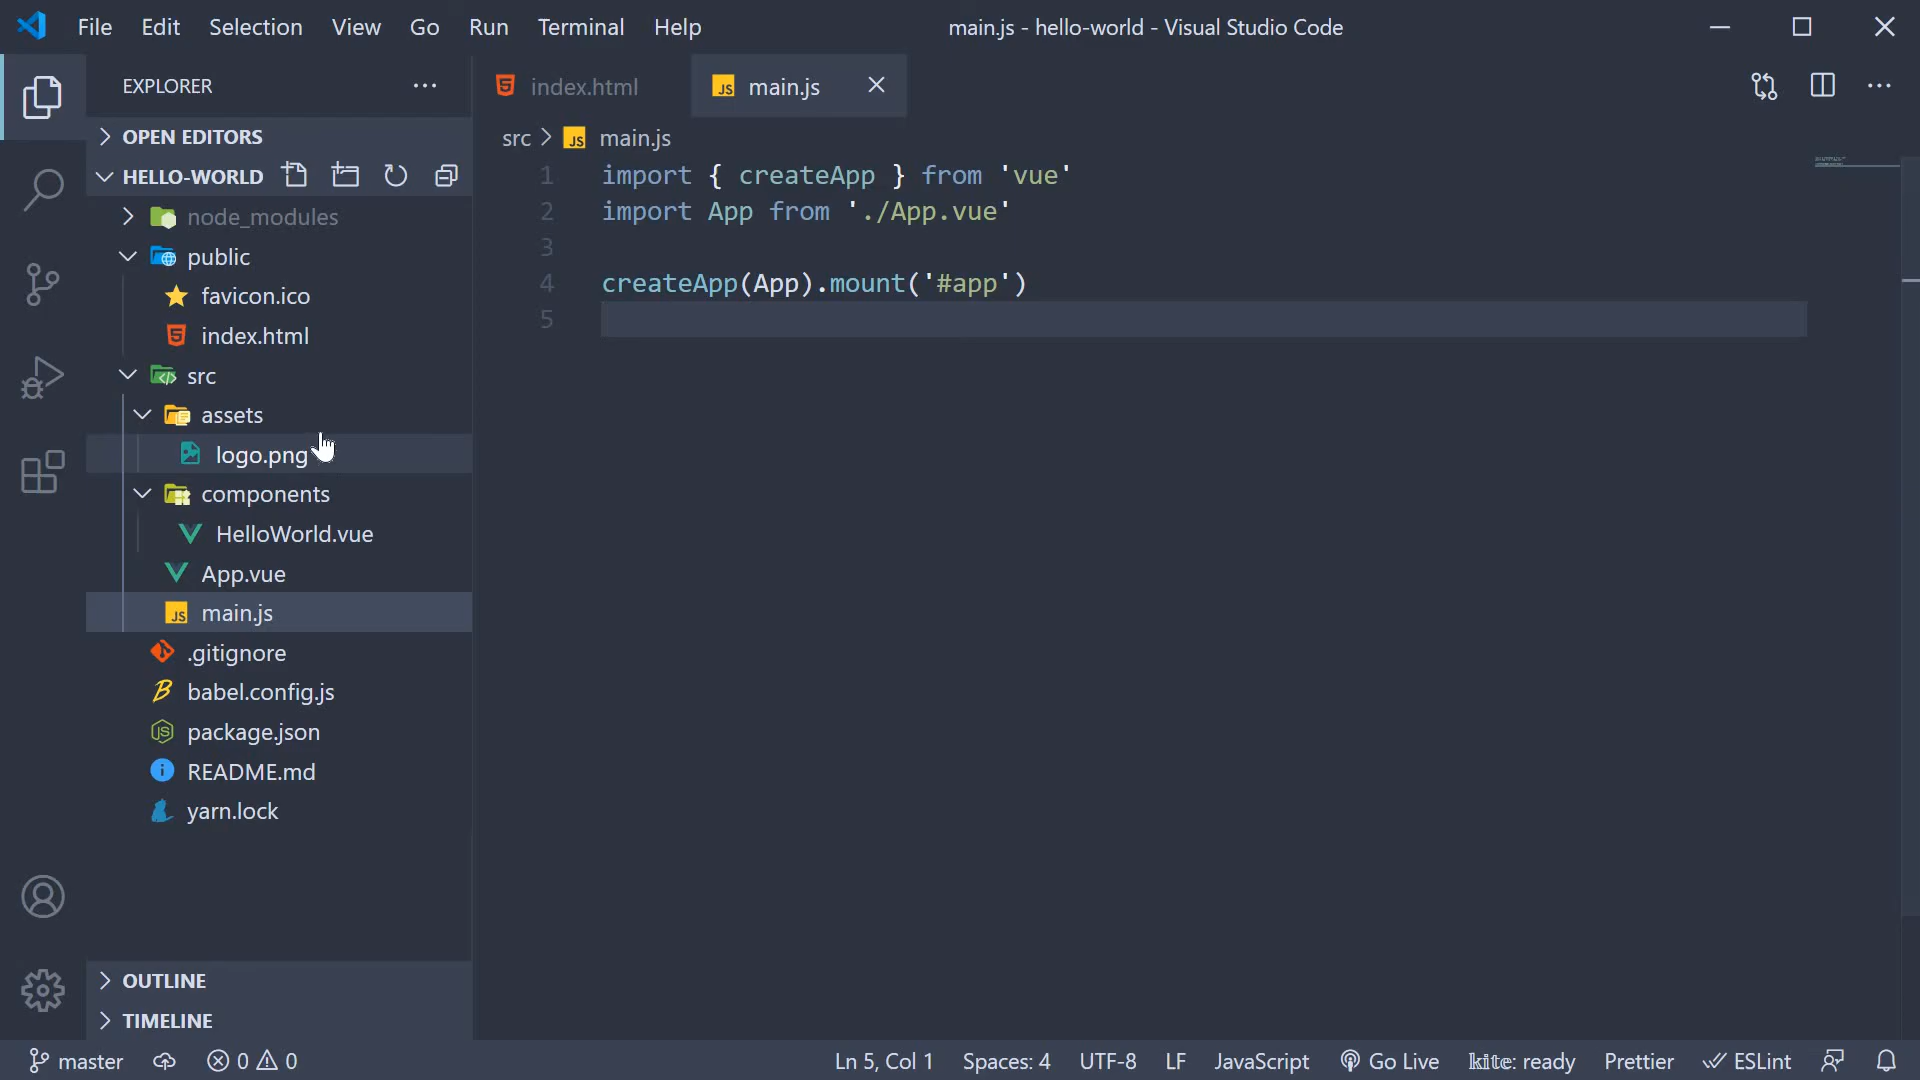 File Edit Selection View Go Run Terminal Help
main.js - hello-world - Visual Studio Code
EXPLORER
OPEN EDITORS
HELLO-WORLD
node_modules
public
favicon.ico
index.html
src
assets
logo.png
components
HelloWorld.vue
App.vue
main.js
.gitignore
babel.config.js
package.json
README.md
yarn.lock
OUTLINE
TIMELINE
index.html
JS main.js
src > JS main.js
1 import { createApp } from 'vue'
2 import App from './App.vue'
3
4 createApp(App).mount('#app')
5
master
0 0
Ln 5, Col 1 Spaces: 4 UTF-8 LF JavaScript Go Live kite: ready Prettier ESLint